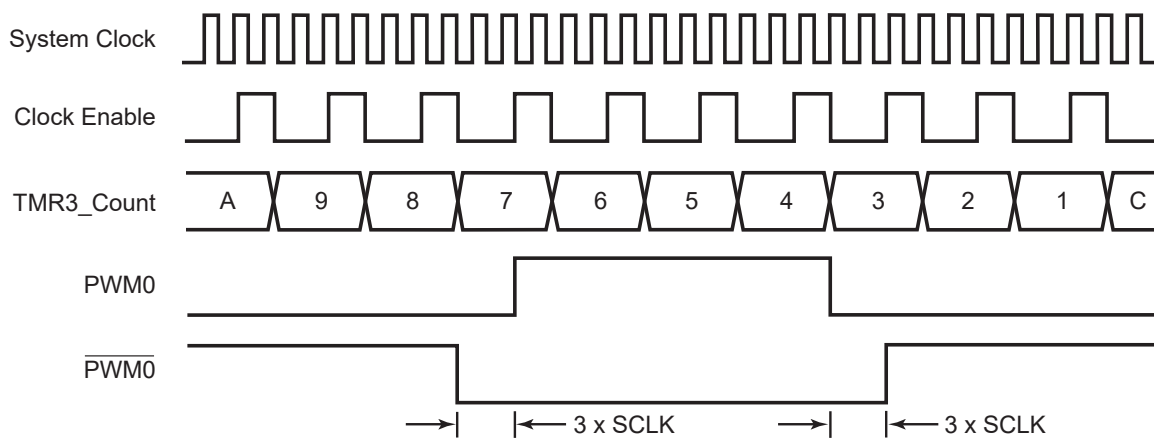 System Clock
Clock Enable
TMR3_Count A 9 8 7 6 5 4 3 2 1 C
PWM0
P̅W̅M̅0̅
3 x SCLK 3 x SCLK